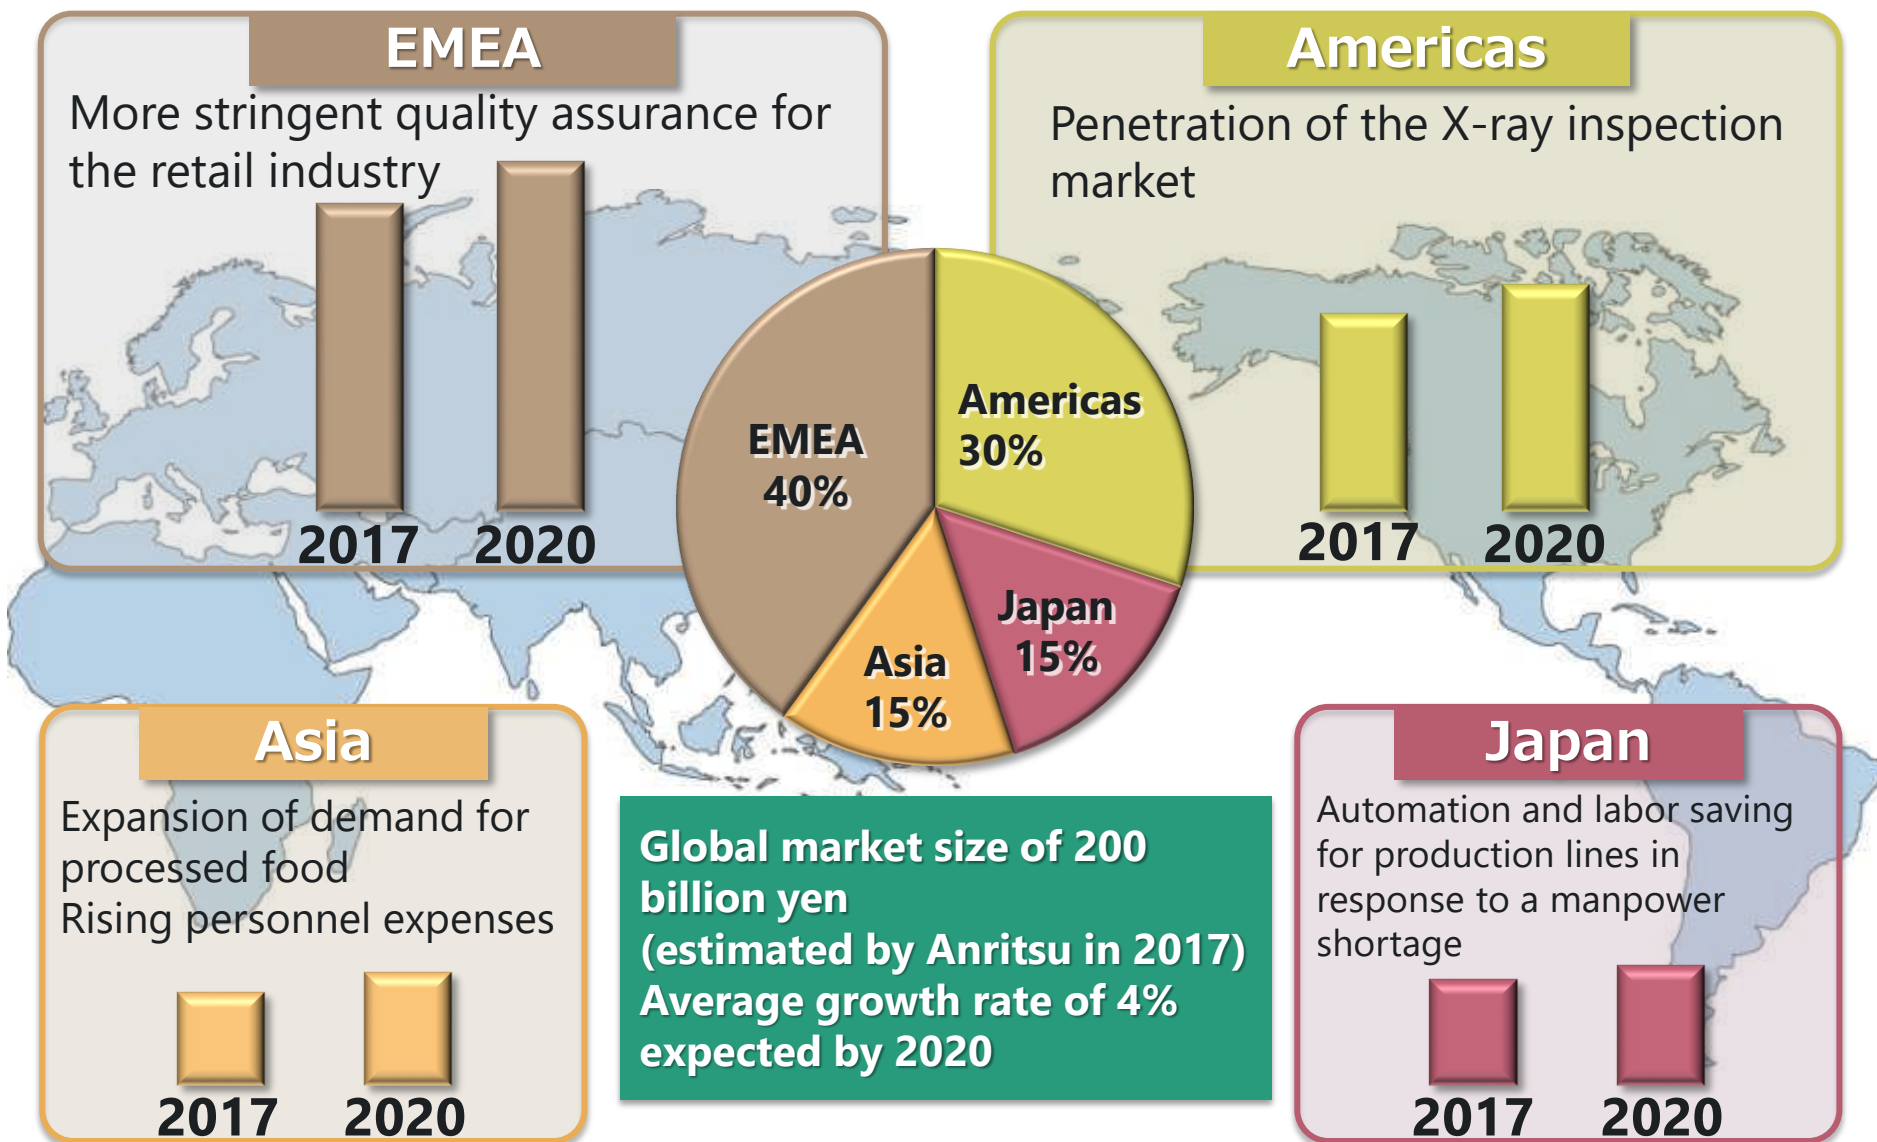 EMEA
More stringent quality assurance for
the retail industry
2017
2020
Americas
Penetration of the X-ray inspection
market
2017
2020
EMEA
40%
Americas
30%
Japan
15%
Asia
15%
Asia
Expansion of demand for
processed food
Rising personnel expenses
2017
2020
Global market size of 200
billion yen
(estimated by Anritsu in 2017)
Average growth rate of 4%
expected by 2020
Japan
Automation and labor saving
for production lines in
response to a manpower
shortage
2017
2020